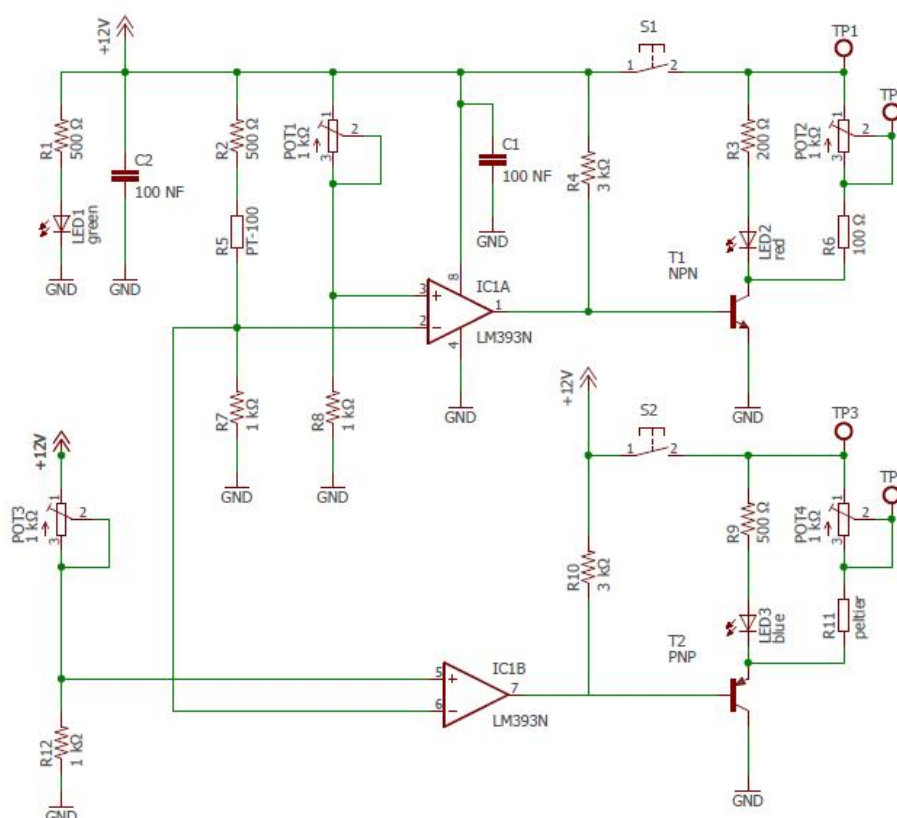 +12V
S1
TP1
1
2
TP
R1
500 Ω
C2
100 NF
R2
500 Ω
POT1
1 kΩ
1
2
3
C1
100 NF
R4
3 kΩ
R3
200 Ω
POT2
1 kΩ
1
2
3
LED1
green
R5
PT-100
GND
LED2
red
R6
100 Ω
GND
GND
T1
NPN
8
IC1A
3
+
1
2
−
LM393N
4
R7
1 kΩ
R8
1 kΩ
GND
+12V
GND
S2
TP3
1
2
+12V
TP
GND
GND
POT3
1 kΩ
1
2
3
R9
500 Ω
POT4
1 kΩ
1
2
3
R10
3 kΩ
LED3
blue
R11
peltier
T2
PNP
IC1B
5
+
7
6
−
LM393N
R12
1 kΩ
GND
GND